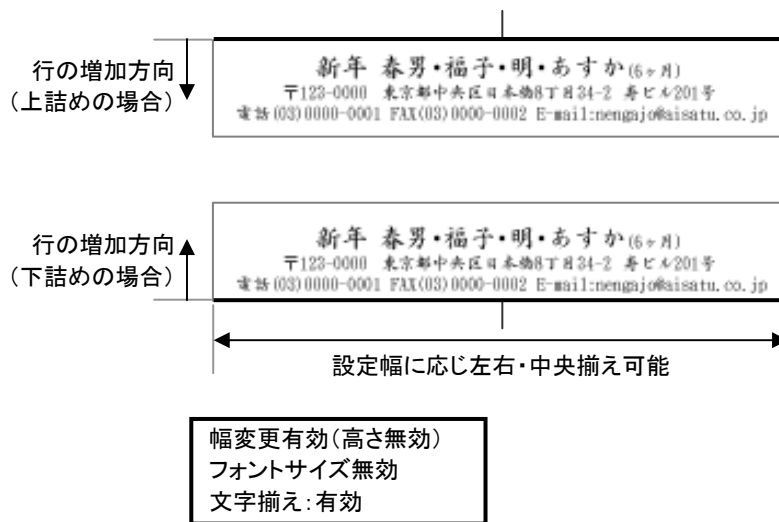 行の増加方向
(上詰めの場合)
新年 春男・福子・明・あすか(6ヶ月)
〒123-0000 東京都中央区日本橋8丁目34-2 寿ビル201号
電話(03)0000-0001 FAX(03)0000-0002 E-mail:nengajo@aisatu.co.jp
行の増加方向
(下詰めの場合)
新年 春男・福子・明・あすか(6ヶ月)
〒123-0000 東京都中央区日本橋8丁目34-2 寿ビル201号
電話(03)0000-0001 FAX(03)0000-0002 E-mail:nengajo@aisatu.co.jp
設定幅に応じ左右・中央揃え可能
幅変更有効(高さ無効)
フォントサイズ無効
文字揃え:有効